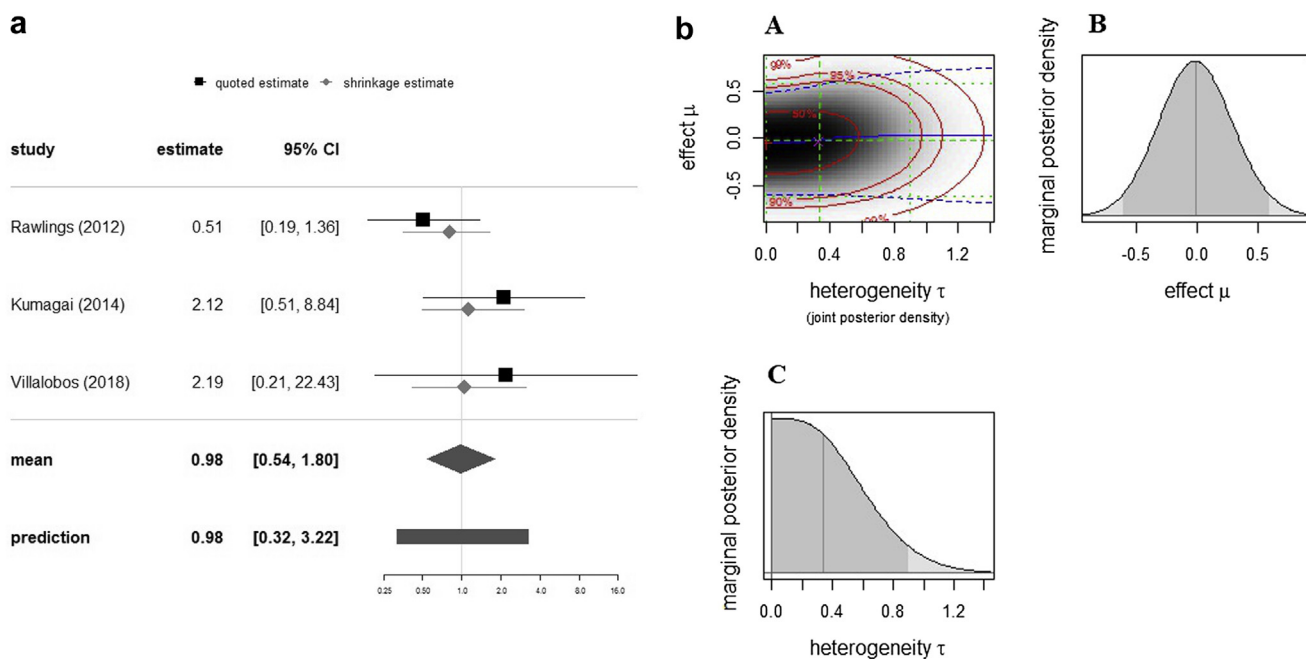 a
quoted estimate shrinkage estimate
study estimate 95% CI
Rawlings (2012) 0.51 [0.19, 1.36]
Kumagai (2014) 2.12 [0.51, 8.84]
Villalobos (2018) 2.19 [0.21, 22.43]
mean 0.98 [0.54, 1.80]
prediction 0.98 [0.32, 3.22]
0.25 0.50 1.0 2.0 4.0 8.0 16.0
b
A
99%
95%
50%
90%
99%
effect μ
-0.5 0.0 0.5
0.0 0.4 0.8 1.2
heterogeneity τ
(joint posterior density)
B
marginal posterior density
-0.5 0.0 0.5
effect μ
C
marginal posterior density
0.0 0.4 0.8 1.2
heterogeneity τ